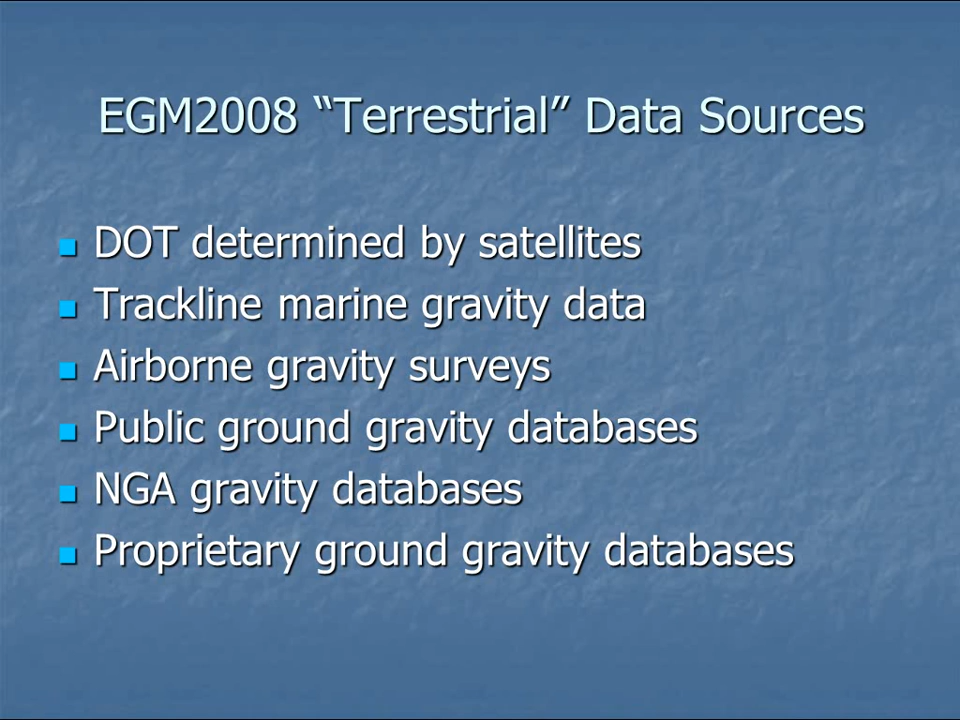 EGM2008 “Terrestrial” Data Sources
DOT determined by satellites
Trackline marine gravity data
Airborne gravity surveys
Public ground gravity databases
NGA gravity databases
Proprietary ground gravity databases